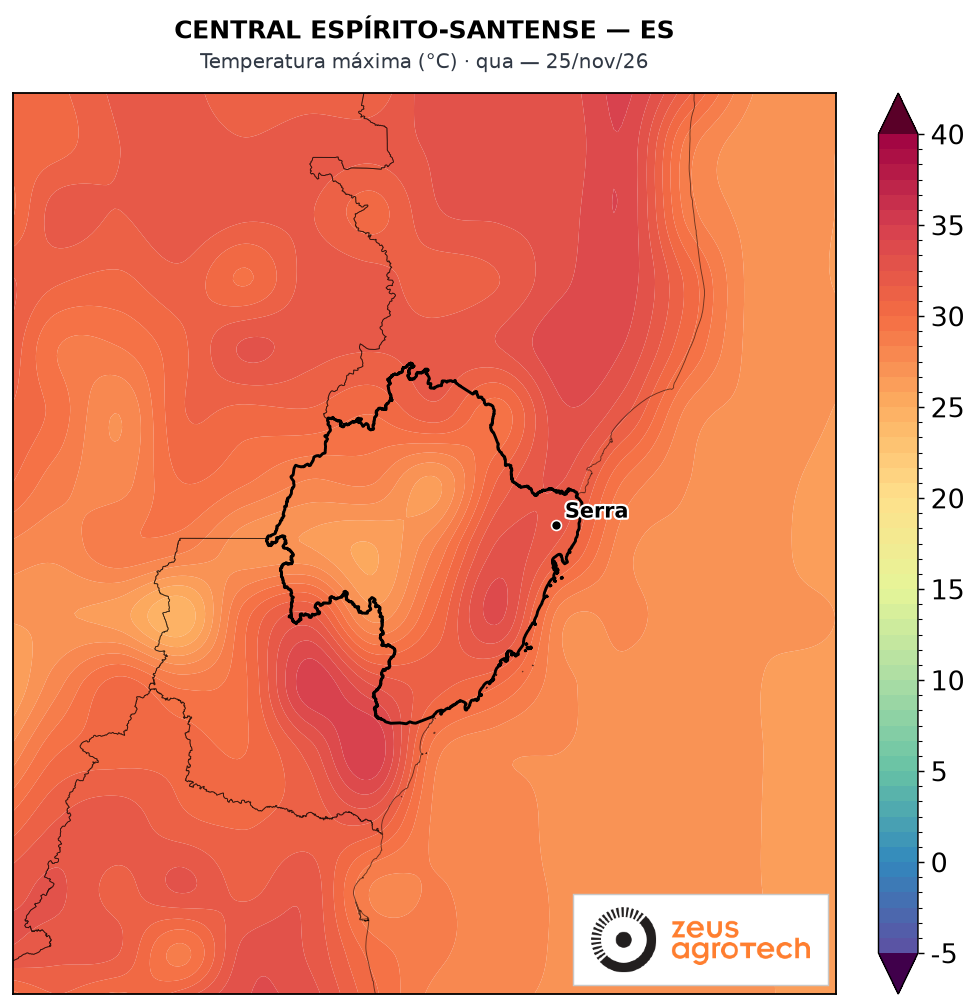 CENTRAL ESPÍRITO-SANTENSE — ES
Temperatura máxima (°C) · qua — 25/nov/26
40
35
30
25
20
15
10
5
0
-5
Serra
zeus
agrotech